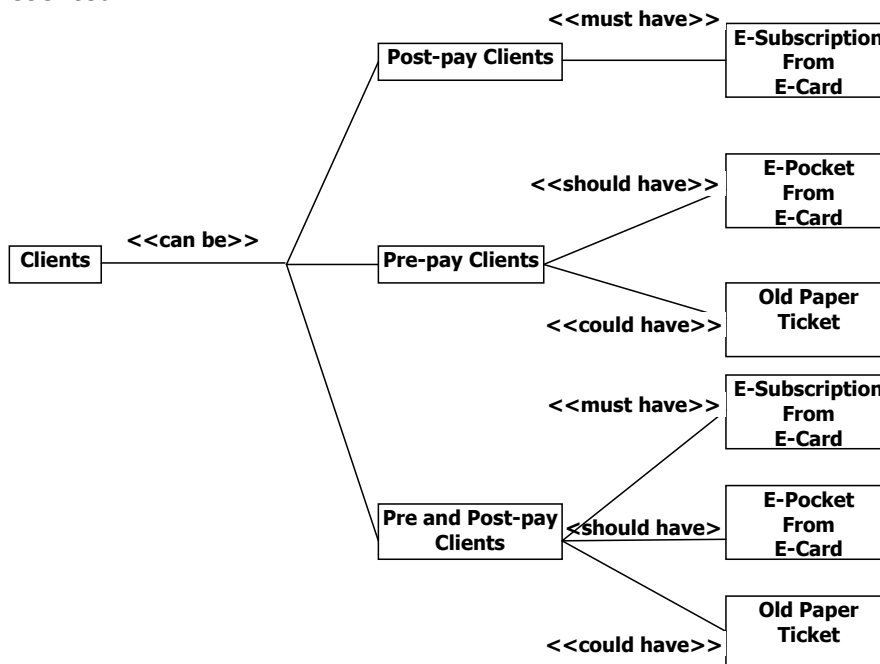 <<must have>>
Post-pay Clients
E-Subscription
From
E-Card
<<should have>>
E-Pocket
From
E-Card
<<can be>>
Clients
Pre-pay Clients
<<could have>>
Old Paper
Ticket
<<must have>>
E-Subscription
From
E-Card
Pre and Post-pay
Clients
<should have>
E-Pocket
From
E-Card
<<could have>>
Old Paper
Ticket